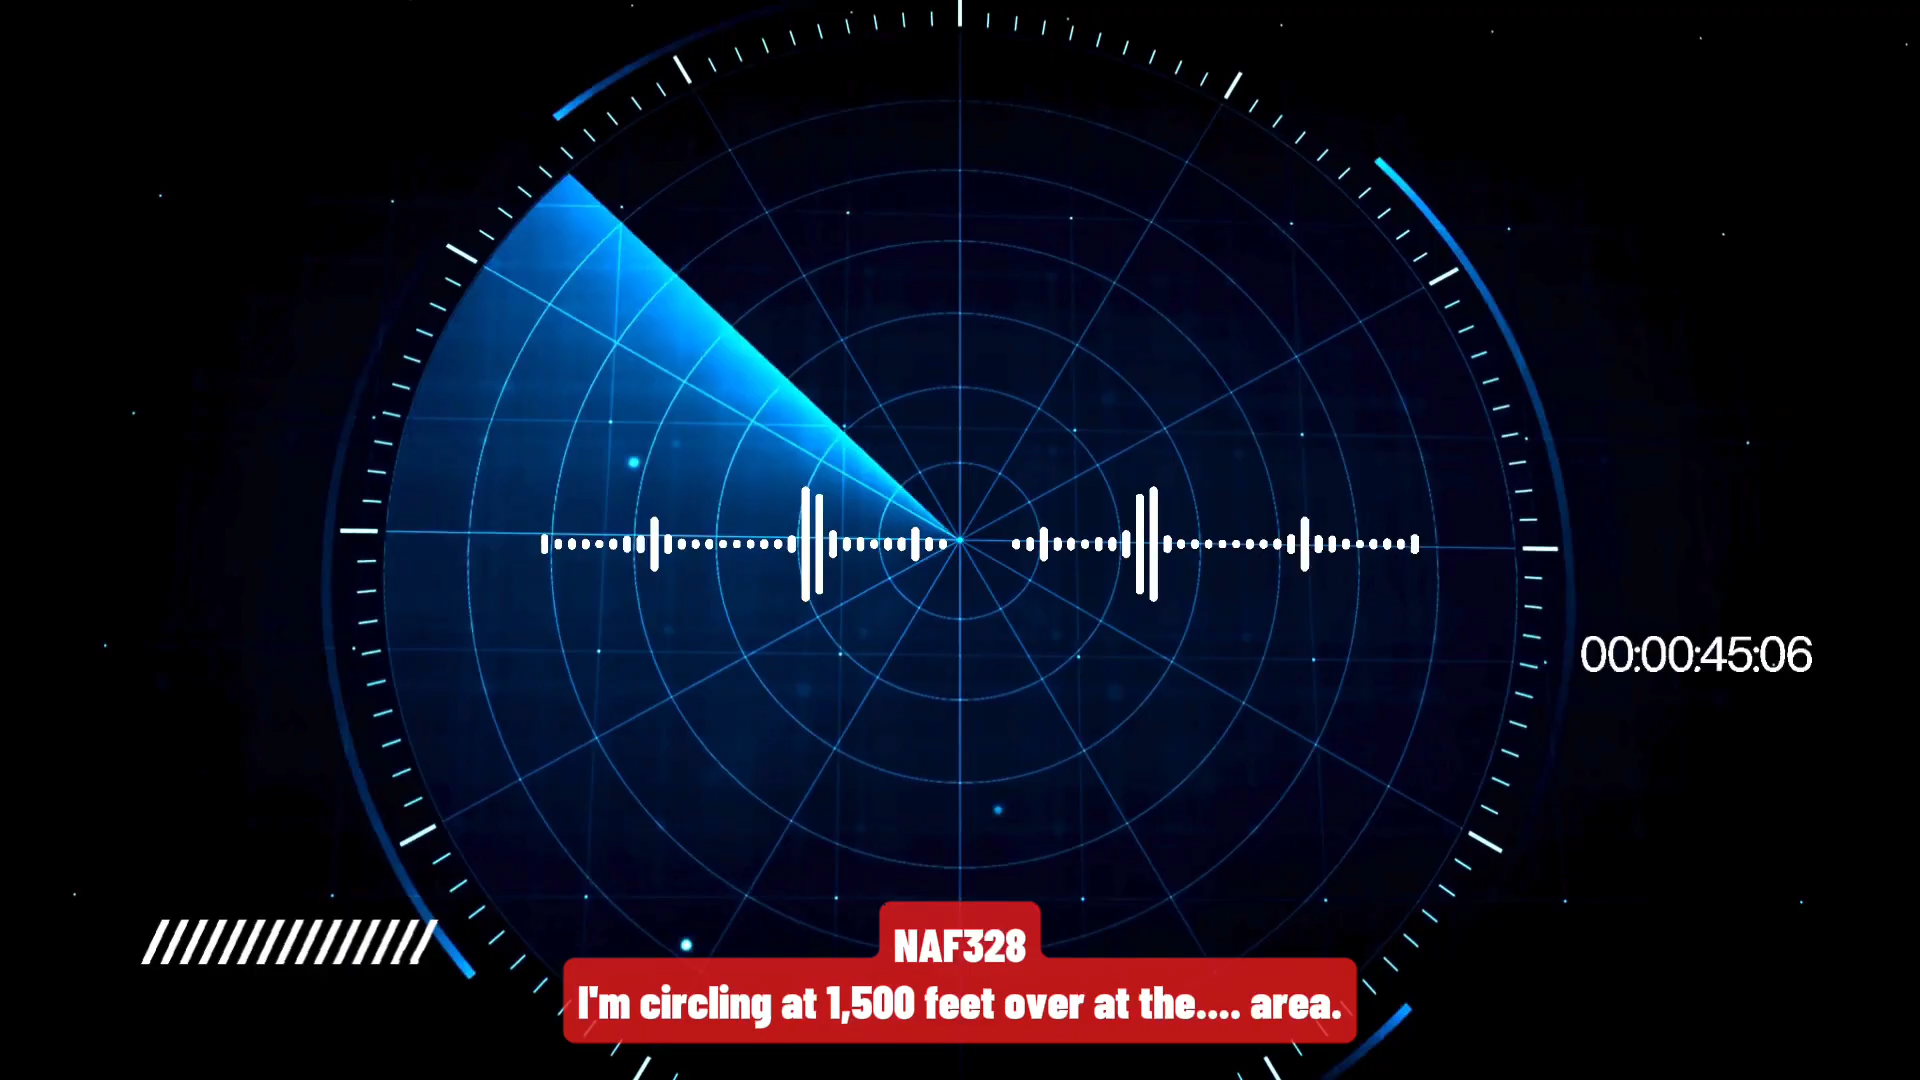 00:00:45:06
NAF328
I'm circling at 1,500 feet over at the.... area.